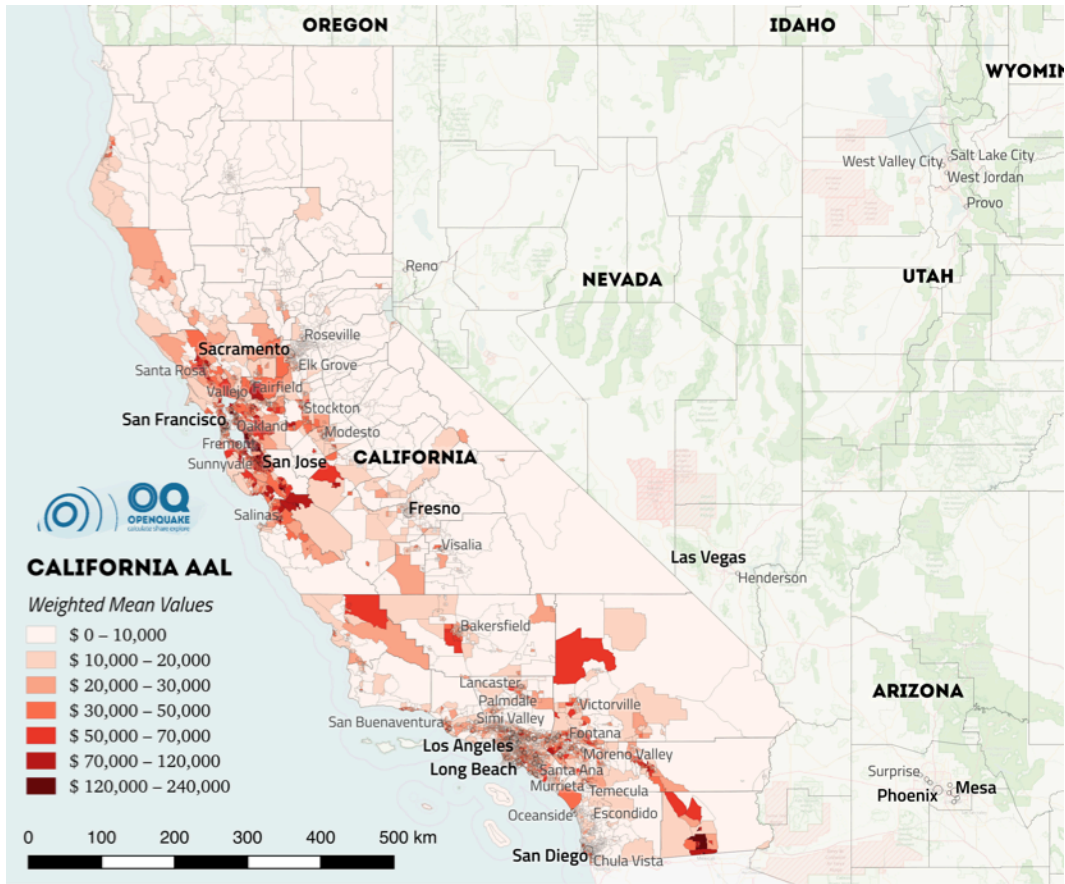 OREGON
IDAHO
WYOMIN
West Valley City
Salt Lake City
West Jordan
Provo
Reno
NEVADA
UTAH
Roseville
Sacramento
Elk Grove
Santa Rosa
Vallejo
Fairfield
Stockton
San Francisco
Oakland
Modesto
Fremont
Sunnyvale
San Jose
CALIFORNIA
Salinas
Fresno
Visalia
OQ
OPENQUAKE
calculate share explore
Las Vegas
Henderson
CALIFORNIA AAL
Weighted Mean Values
$ 0 – 10,000
$ 10,000 – 20,000
$ 20,000 – 30,000
$ 30,000 – 50,000
$ 50,000 – 70,000
$ 70,000 – 120,000
$ 120,000 – 240,000
Bakersfield
Lancaster
Palmdale
Victorville
San Buenaventura
Simi Valley
Fontana
Los Angeles
Moreno Valley
Long Beach
Santa Ana
Murrieta
Temecula
Oceanside
Escondido
San Diego
Chula Vista
ARIZONA
Surprise
Phoenix
Mesa
0 100 200 300 400 500 km